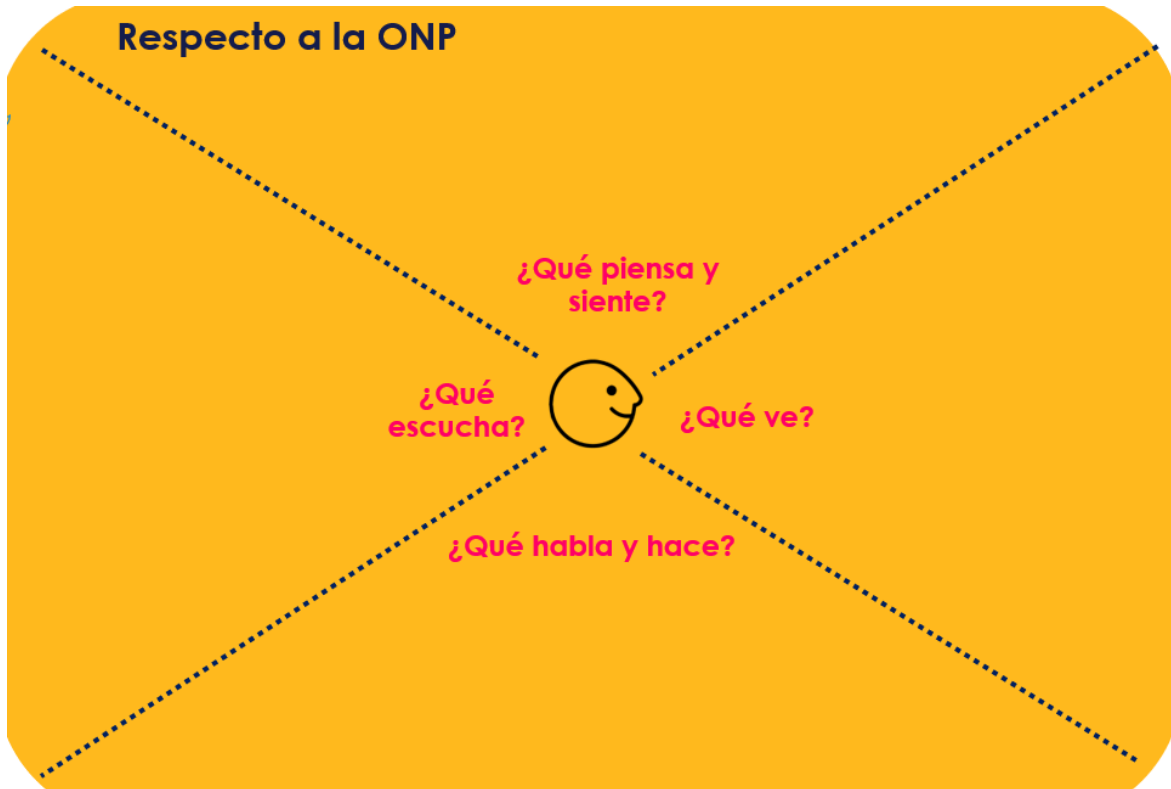 Respecto a la ONP
¿Qué piensa y
siente?
¿Qué
escucha?
¿Qué ve?
¿Qué habla y hace?